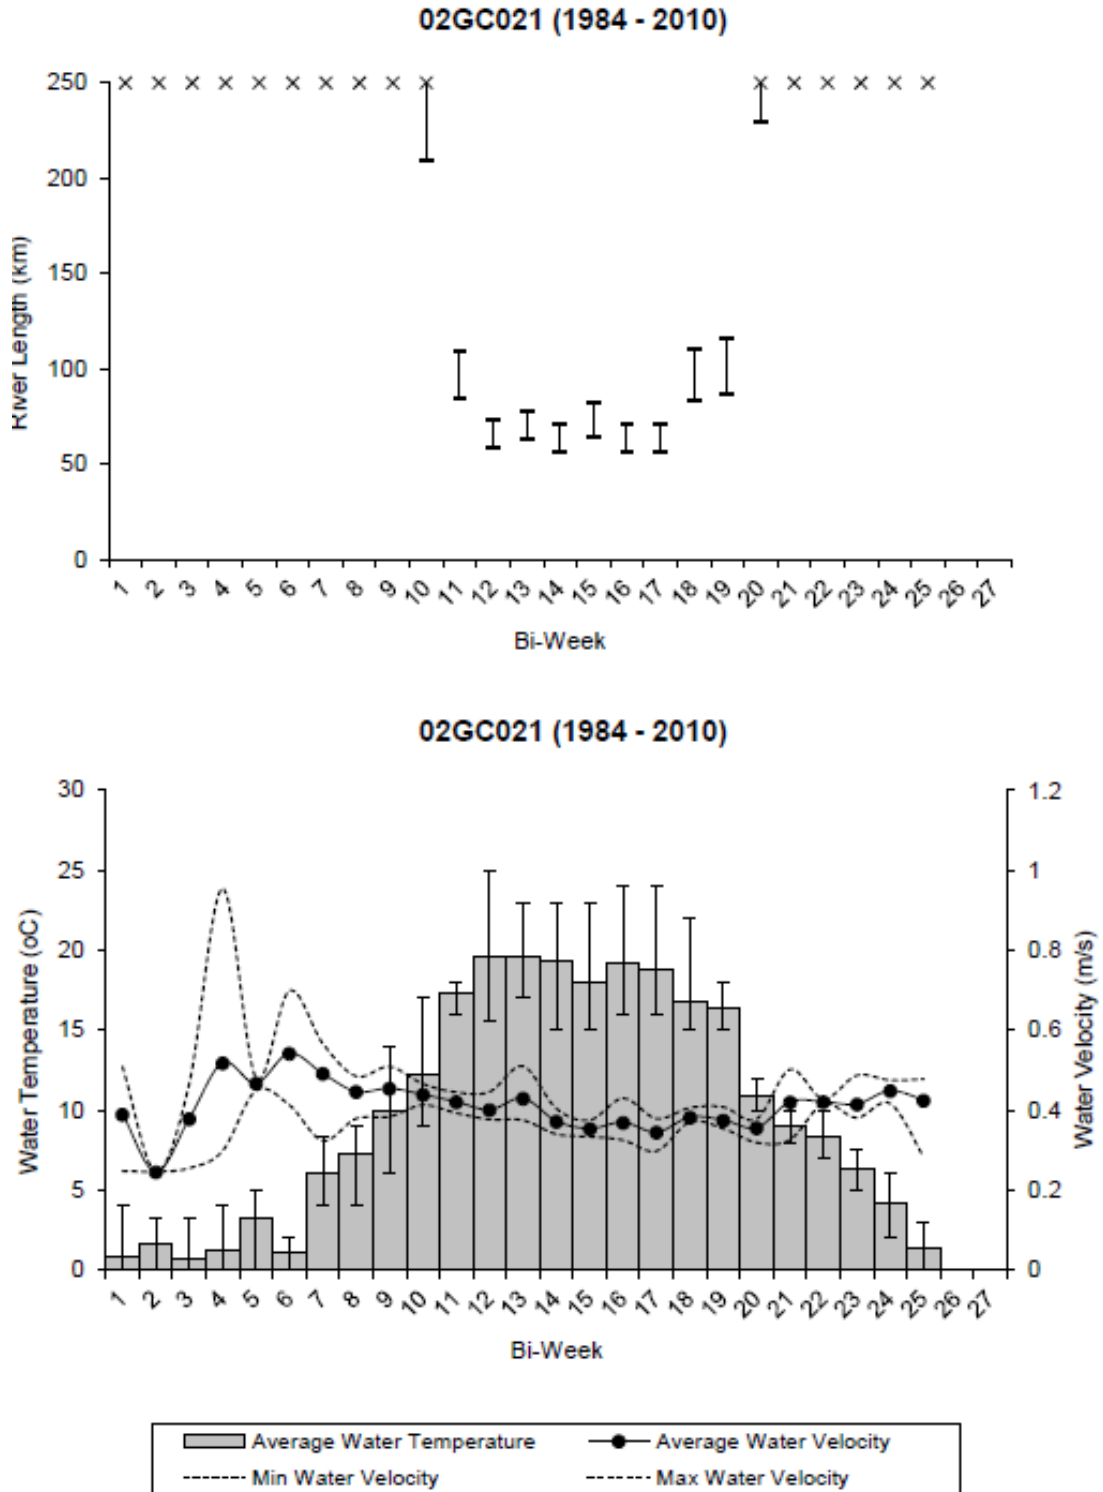 02GC021 (1984 - 2010)
250
200
150
100
50
0
River Length (km)
1 2 3 4 5 6 7 8 9 10 11 12 13 14 15 16 17 18 19 20 21 22 23 24 25 26 27
Bi-Week
02GC021 (1984 - 2010)
30
25
20
15
10
5
0
Water Temperature (oC)
1.2
1
0.8
0.6
0.4
0.2
0
Water Velocity (m/s)
1 2 3 4 5 6 7 8 9 10 11 12 13 14 15 16 17 18 19 20 21 22 23 24 25 26 27
Bi-Week
Average Water Temperature
Average Water Velocity
Min Water Velocity
Max Water Velocity